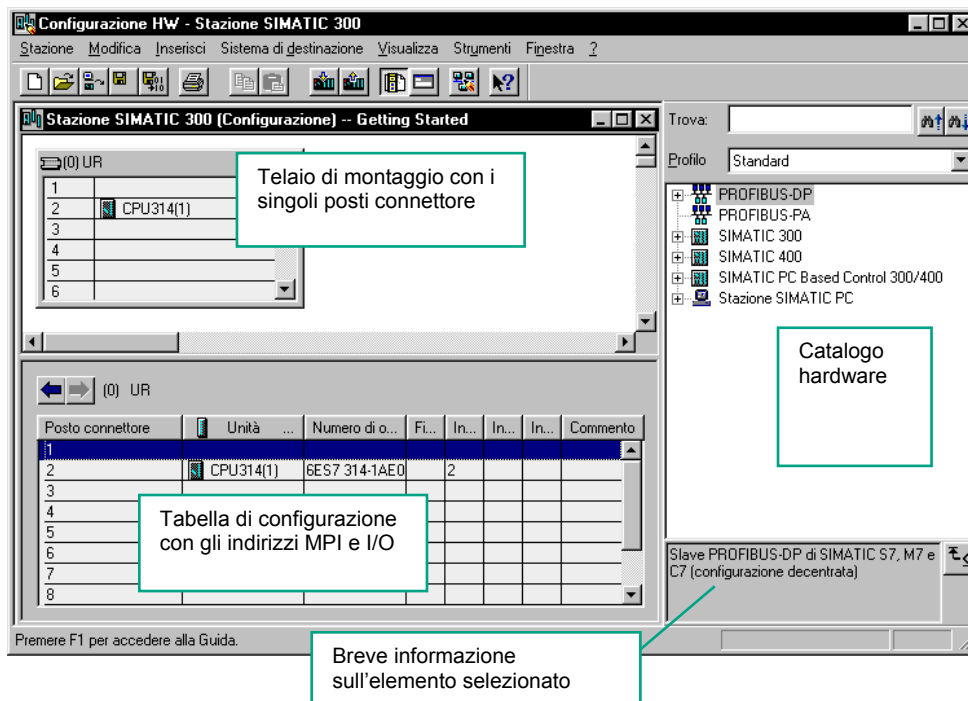 Configurazione HW - Stazione SIMATIC 300
Stazione Modifica Inserisci Sistema di destinazione Visualizza Strumenti Finestra ?
Stazione SIMATIC 300 (Configurazione) -- Getting Started
(0) UR
1
2 CPU314(1)
3
4
5
6
Telaio di montaggio con i
singoli posti connettore
Trova:
Profilo Standard
PROFIBUS-DP
PROFIBUS-PA
SIMATIC 300
SIMATIC 400
SIMATIC PC Based Control 300/400
Stazione SIMATIC PC
Catalogo
hardware
(0) UR
Posto connettore Unità ... Numero di o... Fi... In... In... In... Commento
1
2 CPU314(1) 6ES7 314-1AE0 2
3
4
5
6
7
8
Tabella di configurazione
con gli indirizzi MPI e I/O
Slave PROFIBUS-DP di SIMATIC S7, M7 e
C7 (configurazione decentrata)
Premere F1 per accedere alla Guida.
Breve informazione
sull'elemento selezionato